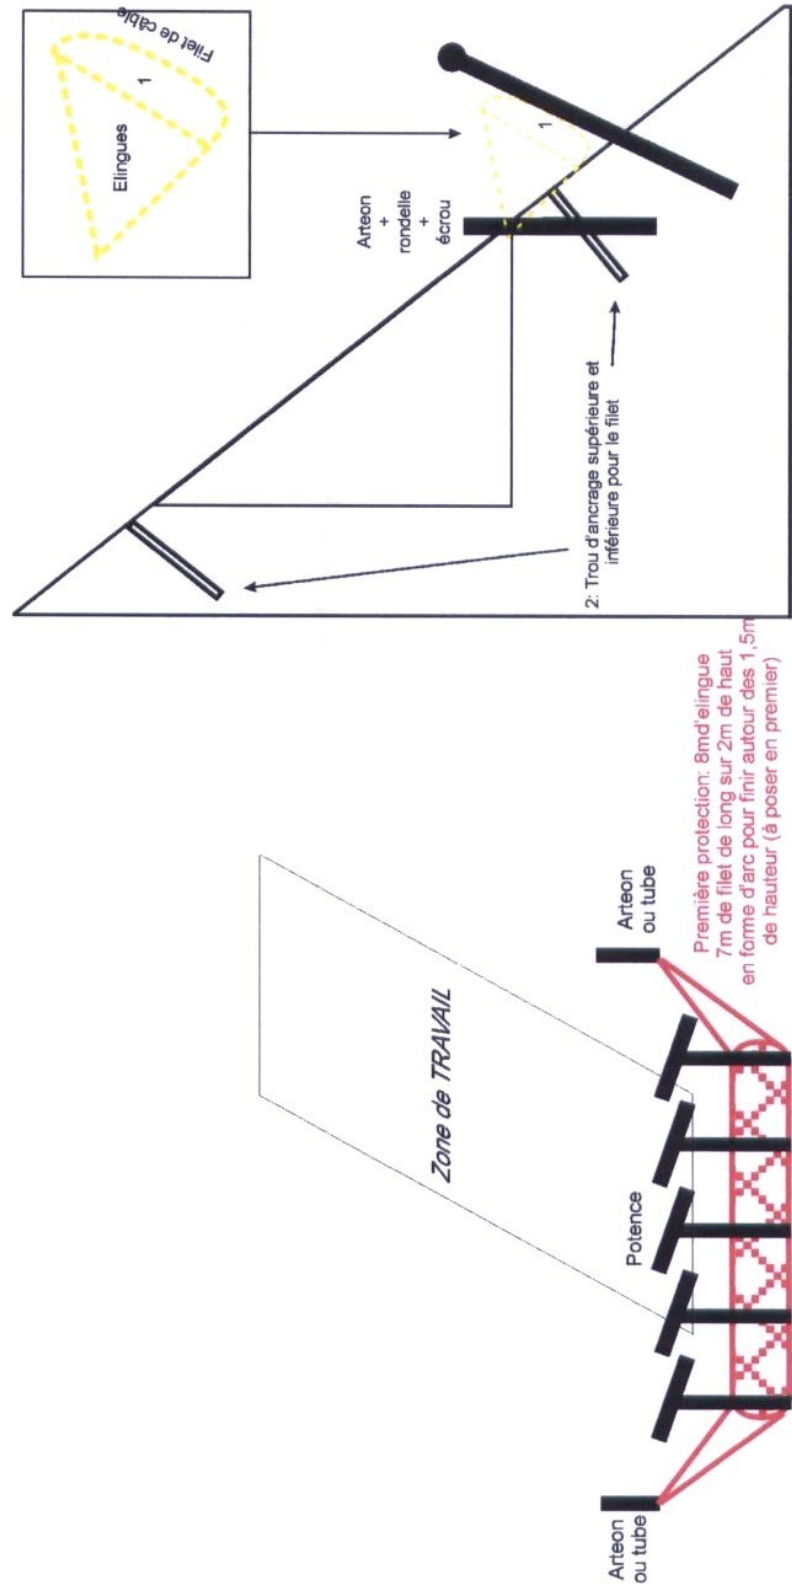 Elingues
1
Filet de câble
Arteon
+
rondelle
+
écrou
1
2: Trou d'ancrage supérieure et
inférieure pour le filet
Zone de TRAVAIL
Arteon
ou tube
Potence
Arteon
ou tube
Première protection: 8md'elingue
7m de filet de long sur 2m de haut
en forme d'arc pour finir autour des 1,5m
de hauteur (à poser en premier)